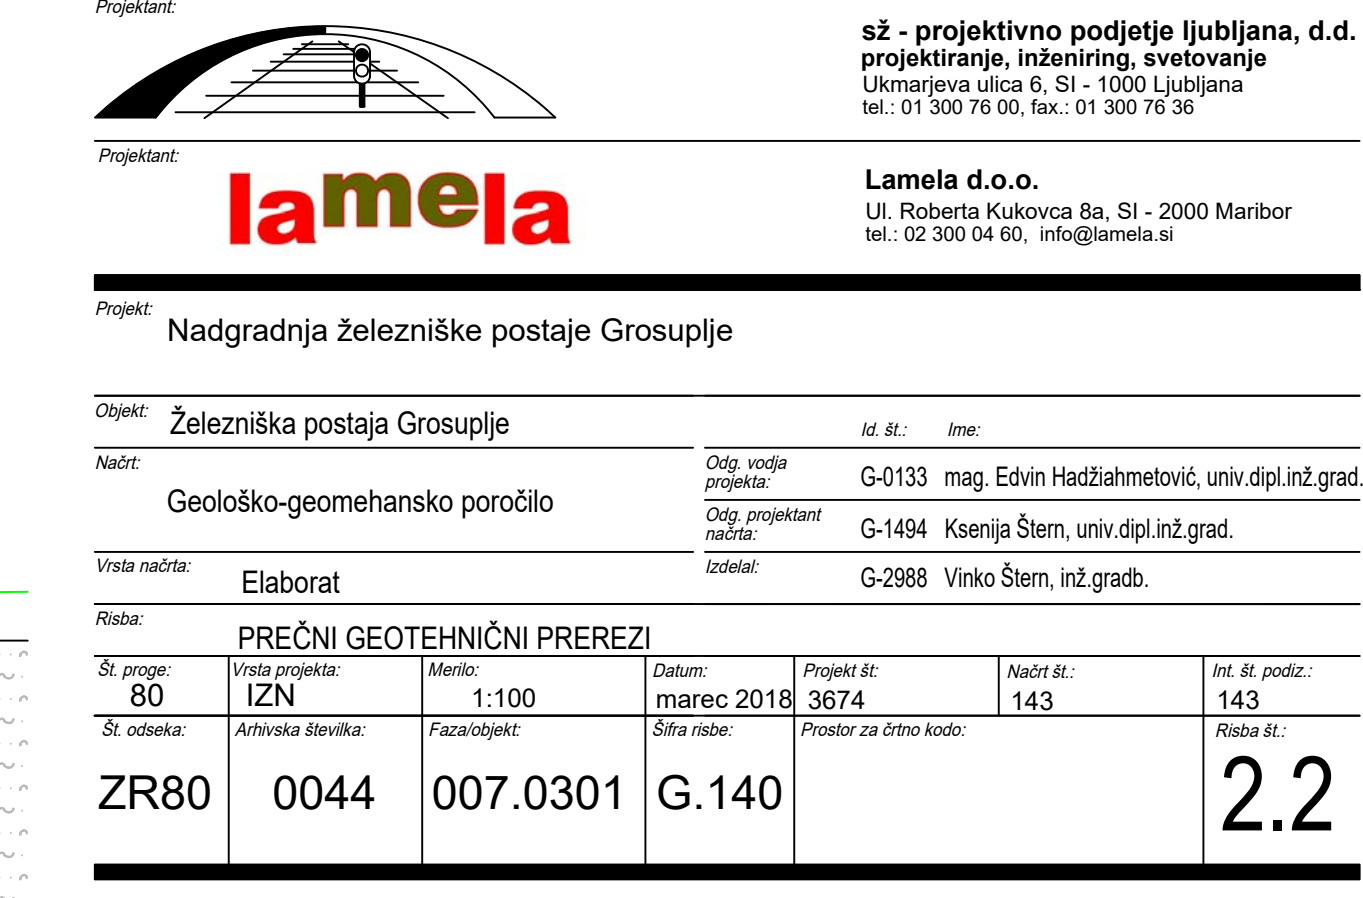 Projektant:
sž - projektivno podjetje ljubljana, d.d.
projektiranje, inženiring, svetovanje
Ukmarjeva ulica 6, SI - 1000 Ljubljana
tel.: 01 300 76 00, fax.: 01 300 76 36
Projektant:
lamela
Lamela d.o.o.
Ul. Roberta Kukovca 8a, SI - 2000 Maribor
tel.: 02 300 04 60, info@lamela.si
Projekt:
Nadgradnja železniške postaje Grosuplje
Objekt: Železniška postaja Grosuplje
Id. št.: Ime:
Načrt:
Geološko-geomehansko poročilo
Odg. vodja projekta: G-0133 mag. Edvin Hadžiahmetović, univ.dipl.inž.grad.
Odg. projektant načrta: G-1494 Ksenija Štern, univ.dipl.inž.grad.
Vrsta načrta: Elaborat
Izdelal: G-2988 Vinko Štern, inž.gradb.
Risba:
PREČNI GEOTEHNIČNI PREREZI
Št. proge: Vrsta projekta: Merilo: Datum: Projekt št: Načrt št.: Int. št. podiz.:
80 IZN 1:100 marec 2018 3674 143 143
Št. odseka: Arhivska številka: Faza/objekt: Šifra risbe: Prostor za črtno kodo: Risba št.:
ZR80 0044 007.0301 G.140 2.2